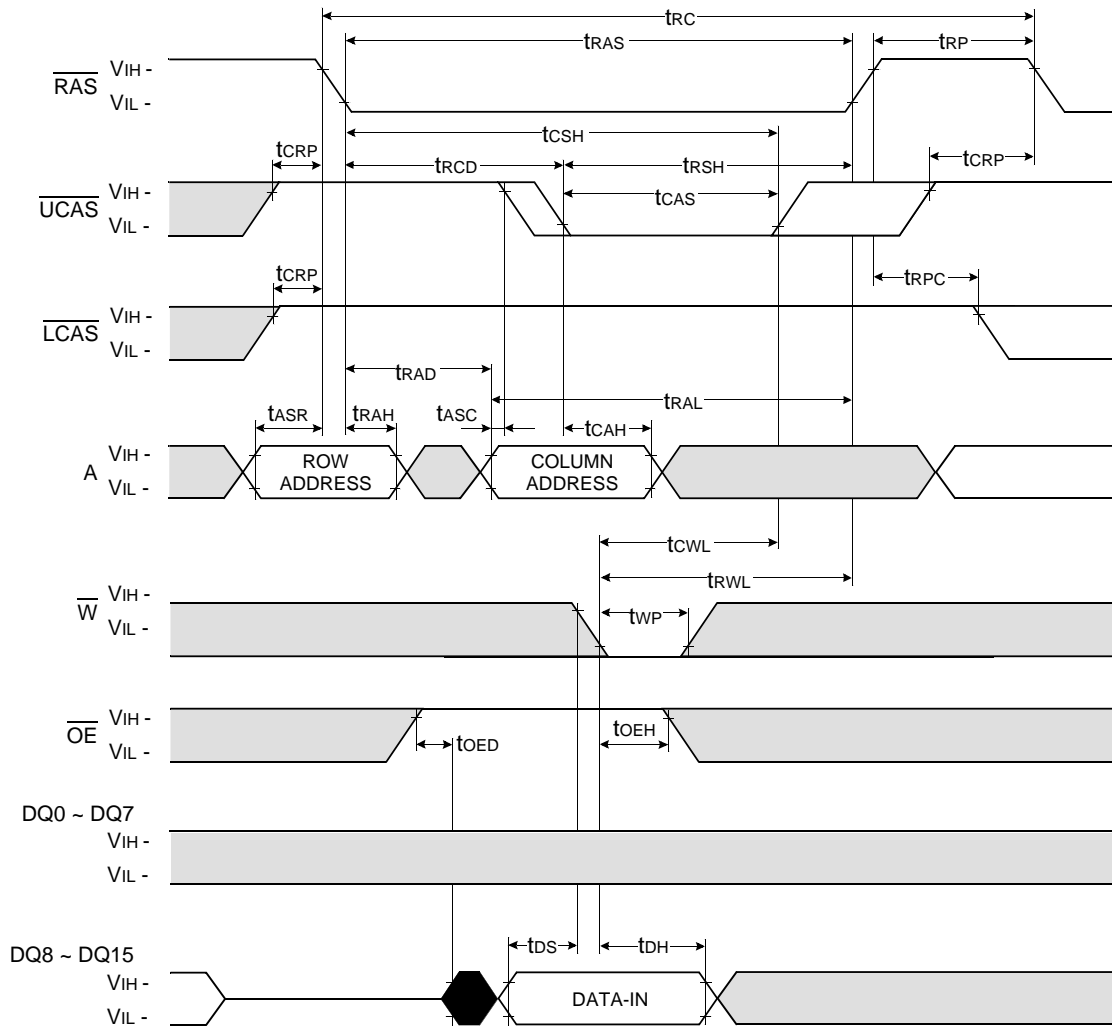 tRC
tRAS
tRP
RAS
VIH -
VIL -
tCSH
tCRP
tRCD
tRSH
tCRP
UCAS
VIH -
VIL -
tCAS
tCRP
tRPC
LCAS
VIH -
VIL -
tRAD
tRAL
tASR
tRAH
tASC
tCAH
A
VIH -
VIL -
ROW
ADDRESS
COLUMN
ADDRESS
tCWL
tRWL
W
VIH -
VIL -
tWP
OE
VIH -
VIL -
tOED
tOEH
DQ0 ~ DQ7
VIH -
VIL -
tDS
tDH
DQ8 ~ DQ15
VIH -
VIL -
DATA-IN